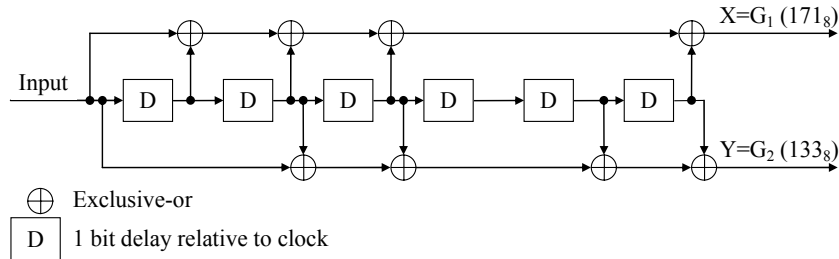 X=G₁ (171₈)
Input
D D D D D D
Y=G₂ (133₈)
Exclusive-or
D 1 bit delay relative to clock